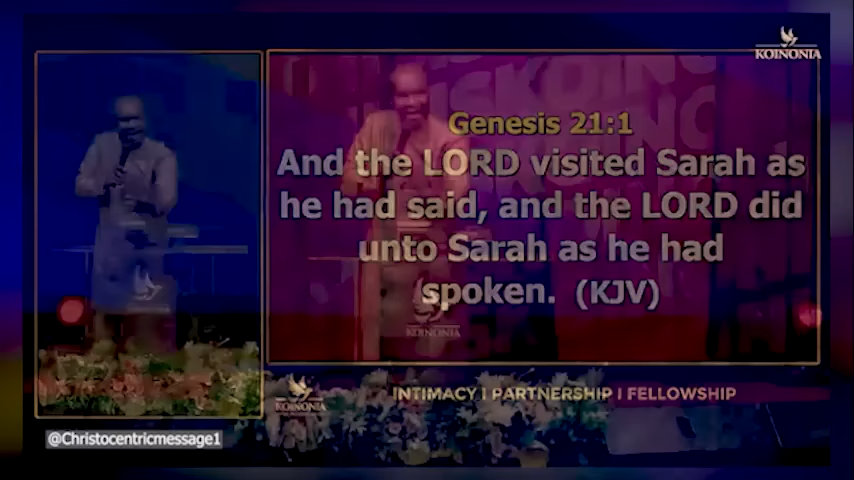 KOINONIA
Genesis 21:1
And the LORD visited Sarah as
he had said, and the LORD did
unto Sarah as he had
spoken. (KJV)
KOINONIA
KOINONIA
INTIMACY | PARTNERSHIP | FELLOWSHIP
@Christocentricmessage1